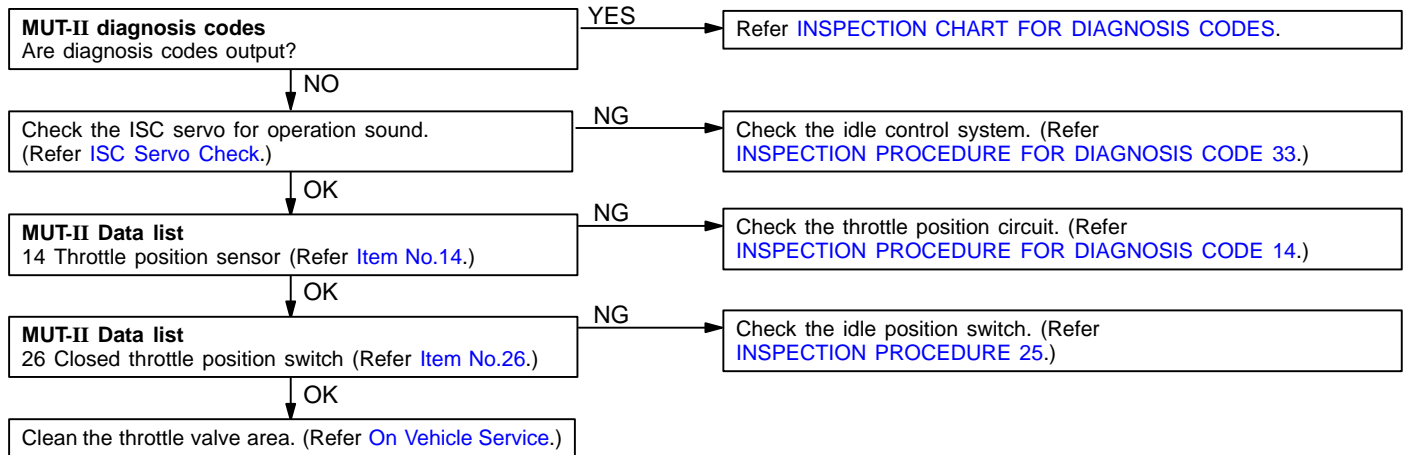 MUT-II diagnosis codes
Are diagnosis codes output?
YES
Refer INSPECTION CHART FOR DIAGNOSIS CODES.
NO
Check the ISC servo for operation sound.
(Refer ISC Servo Check.)
NG
Check the idle control system. (Refer
INSPECTION PROCEDURE FOR DIAGNOSIS CODE 33.)
OK
MUT-II Data list
14 Throttle position sensor (Refer Item No.14.)
NG
Check the throttle position circuit. (Refer
INSPECTION PROCEDURE FOR DIAGNOSIS CODE 14.)
OK
MUT-II Data list
26 Closed throttle position switch (Refer Item No.26.)
NG
Check the idle position switch. (Refer
INSPECTION PROCEDURE 25.)
OK
Clean the throttle valve area. (Refer On Vehicle Service.)